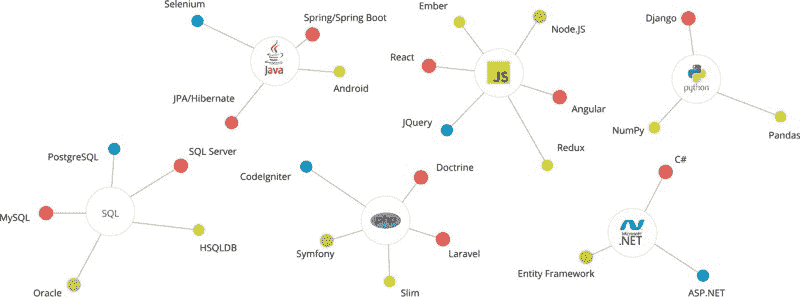 Selenium
Spring/Spring Boot
Java
Android
JPA/Hibernate
Ember
Node.JS
React
JS
Angular
JQuery
Redux
Django
python
NumPy
Pandas
PostgreSQL
SQL Server
SQL
MySQL
HSQLDB
Oracle
CodeIgniter
Doctrine
php
Symfony
Laravel
Slim
C#
Microsoft
.NET
Entity Framework
ASP.NET